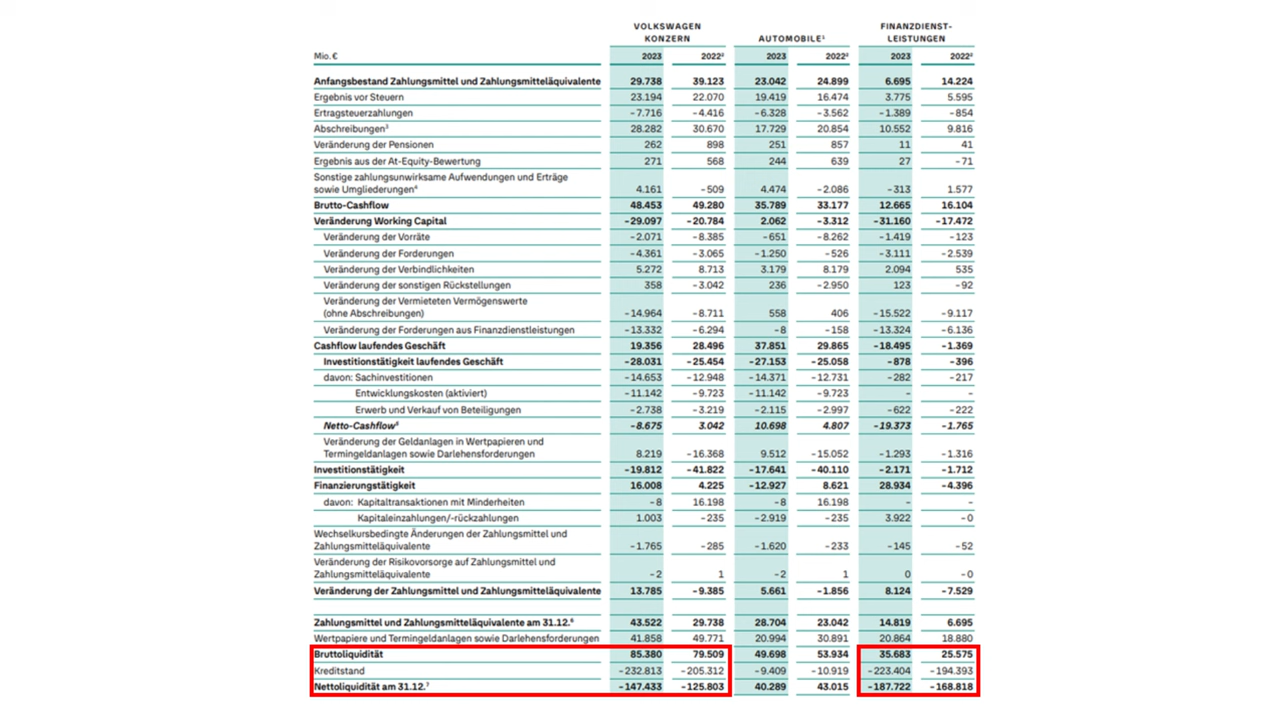 VOLKSWAGEN KONZERN AUTOMOBILE¹ FINANZDIENST-LEISTUNGEN
Mio. € 2023 2022² 2023 2022² 2023 2022²
Anfangsbestand Zahlungsmittel und Zahlungsmitteläquivalente 29.738 39.123 23.042 24.899 6.695 14.224
Ergebnis vor Steuern 23.194 22.070 19.419 16.474 3.775 5.595
Ertragsteuerzahlungen −7.716 −4.416 −6.328 −3.562 −1.389 −854
Abschreibungen³ 28.282 30.670 17.729 20.854 10.552 9.816
Veränderung der Pensionen 262 898 251 857 11 41
Ergebnis aus der At-Equity-Bewertung 271 568 244 639 27 −71
Sonstige zahlungsunwirksame Aufwendungen und Erträge
sowie Umgliederungen⁴ 4.161 −509 4.474 −2.086 −313 1.577
Brutto-Cashflow 48.453 49.280 35.789 33.177 12.665 16.104
Veränderung Working Capital −29.097 −20.784 2.062 −3.312 −31.160 −17.472
Veränderung der Vorräte −2.071 −8.385 −651 −8.262 −1.419 −123
Veränderung der Forderungen −4.361 −3.065 −1.250 −526 −3.111 −2.539
Veränderung der Verbindlichkeiten 5.272 8.713 3.179 8.179 2.094 535
Veränderung der sonstigen Rückstellungen 358 −3.042 236 −2.950 123 −92
Veränderung der Vermieteten Vermögenswerte
(ohne Abschreibungen) −14.964 −8.711 558 406 −15.522 −9.117
Veränderung der Forderungen aus Finanzdienstleistungen −13.332 −6.294 −8 −158 −13.324 −6.136
Cashflow laufendes Geschäft 19.356 28.496 37.851 29.865 −18.495 −1.369
Investitionstätigkeit laufendes Geschäft −28.031 −25.454 −27.153 −25.058 −878 −396
davon: Sachinvestitionen −14.653 −12.948 −14.371 −12.731 −282 −217
Entwicklungskosten (aktiviert) −11.142 −9.723 −11.142 −9.723 – –
Erwerb und Verkauf von Beteiligungen −2.738 −3.219 −2.115 −2.997 −622 −222
Netto-Cashflow⁵ −8.675 3.042 10.698 4.807 −19.373 −1.765
Veränderung der Geldanlagen in Wertpapieren und
Termingeldanlagen sowie Darlehensforderungen 8.219 −16.368 9.512 −15.052 −1.293 −1.316
Investitionstätigkeit −19.812 −41.822 −17.641 −40.110 −2.171 −1.712
Finanzierungstätigkeit 16.008 4.225 −12.927 8.621 28.934 −4.396
davon: Kapitaltransaktionen mit Minderheiten −8 16.198 −8 16.198 – –
Kapitaleinzahlungen/-rückzahlungen 1.003 −235 −2.919 −235 3.922 −0
Wechselkursbedingte Änderungen der Zahlungsmittel und
Zahlungsmitteläquivalente −1.765 −285 −1.620 −233 −145 −52
Veränderung der Risikovorsorge auf Zahlungsmittel und
Zahlungsmitteläquivalente −2 1 −2 1 0 −0
Veränderung der Zahlungsmittel und Zahlungsmitteläquivalente 13.785 −9.385 5.661 −1.856 8.124 −7.529
Zahlungsmittel und Zahlungsmitteläquivalente am 31.12.⁶ 43.522 29.738 28.704 23.042 14.819 6.695
Wertpapiere und Termingeldanlagen sowie Darlehensforderungen 41.858 49.771 20.994 30.891 20.864 18.880
Bruttoliquidität 85.380 79.509 49.698 53.934 35.683 25.575
Kreditstand −232.813 −205.312 −9.409 −10.919 −223.404 −194.393
Nettoliquidität am 31.12.⁷ −147.433 −125.803 40.289 43.015 −187.722 −168.818